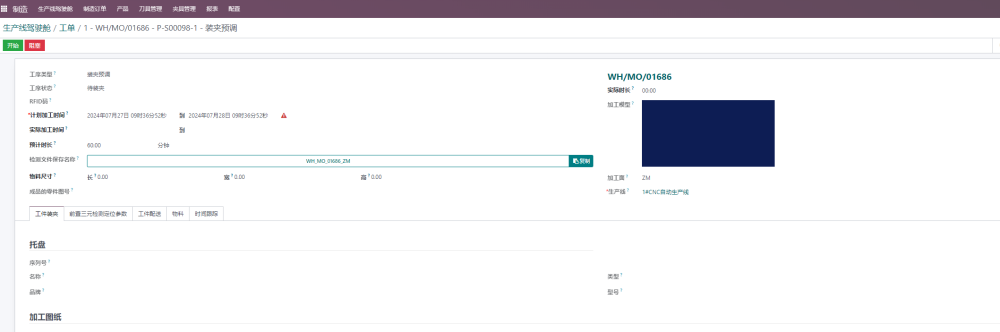 制造 生产线驾驶舱 制造订单 产品 刀具管理 夹具管理 报表 配置
生产线驾驶舱 / 工单 / 1 - WH/MO/01686 - P-S00098-1 - 装夹预调
开始 阻塞
工序类型 ? 装夹预调
工序状态 ? 待装夹
RFID码 ?
*计划加工时间 ? 2024年07月27日 09时36分52秒 到 2024年07月28日 09时36分52秒
实际加工时间 ? 到
预计时长 ? 60.00 分钟
检测文件保存名称 ? WH_MO_01686_ZM 复制
物料尺寸 ? 长 ? 0.00 宽 ? 0.00 高 ? 0.00
成品的零件图号 ?
WH/MO/01686
实际时长 ? 00:00
加工模型 ?
加工面 ? ZM
*生产线 ? 1#CNC自动生产线
工件装夹 前置三元检测定位参数 工件配送 物料 时间跟踪
托盘
序列号 ?
名称 ? 类型 ?
品牌 ? 型号 ?
加工图纸